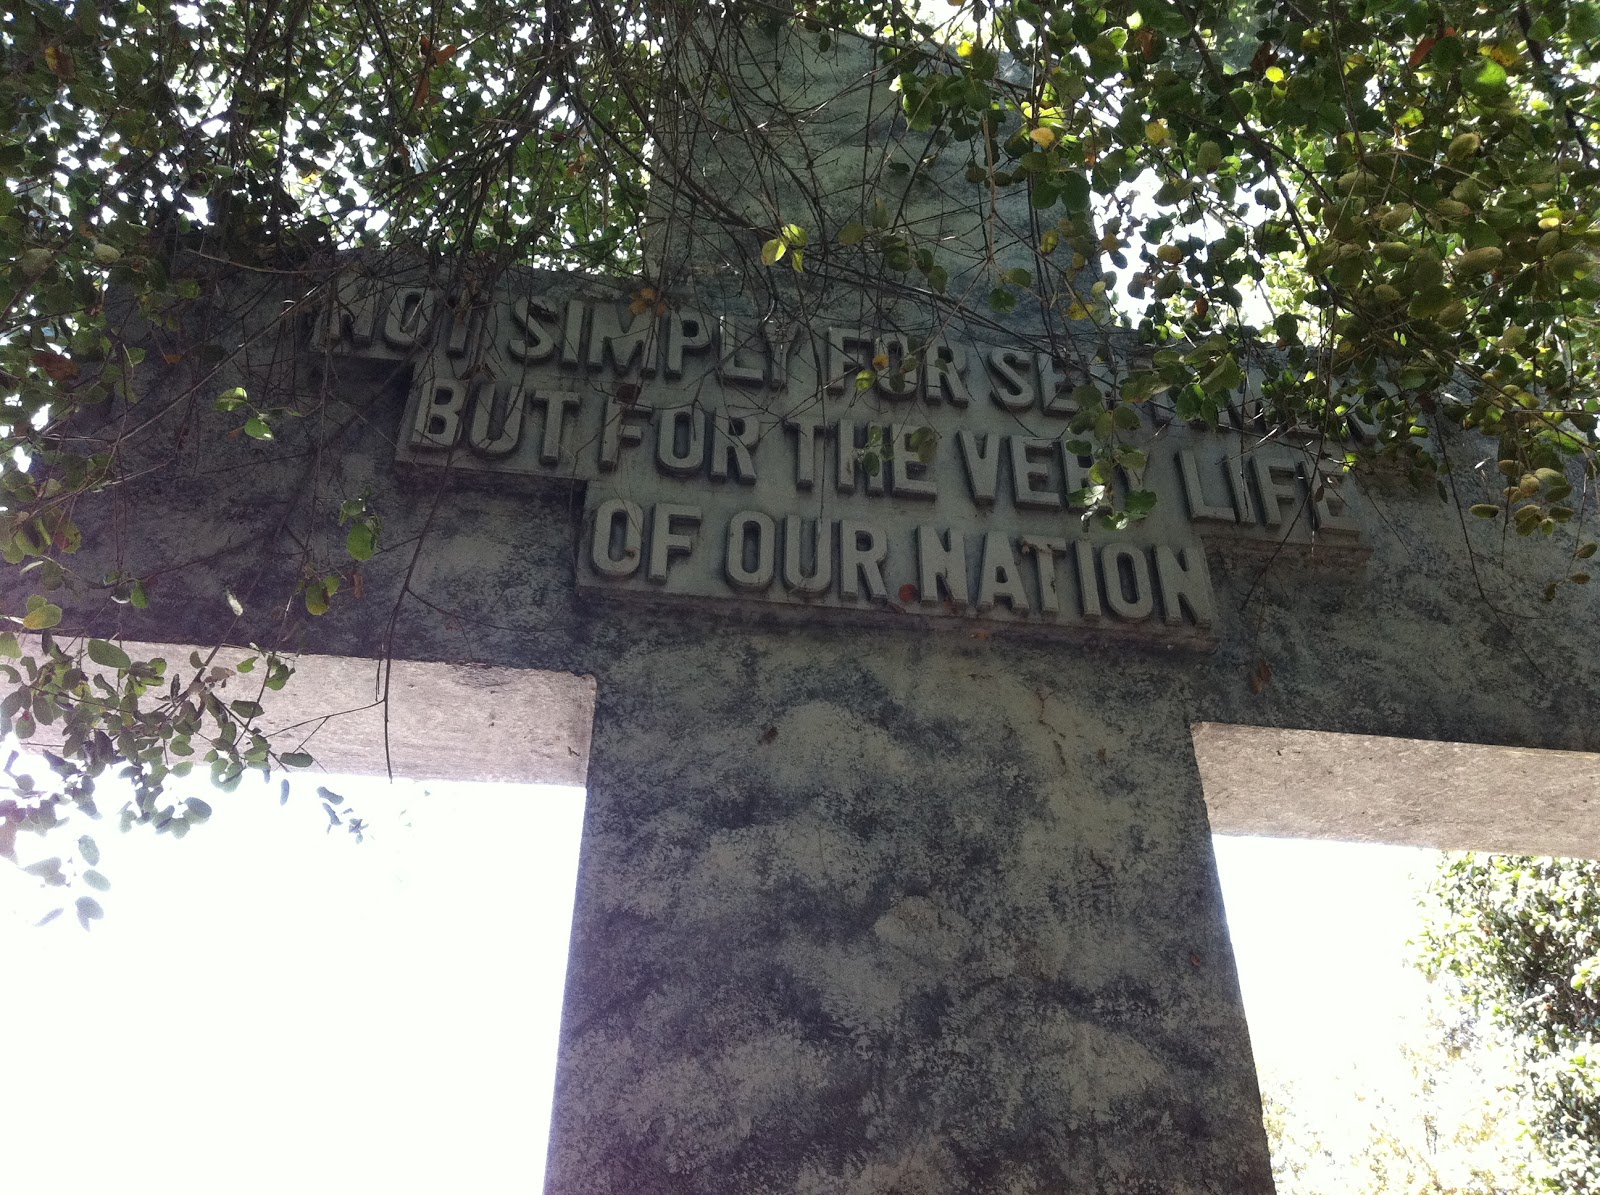 NOT SIMPLY FOR
BUT FOR THE VERY LIFE
OF OUR NATION